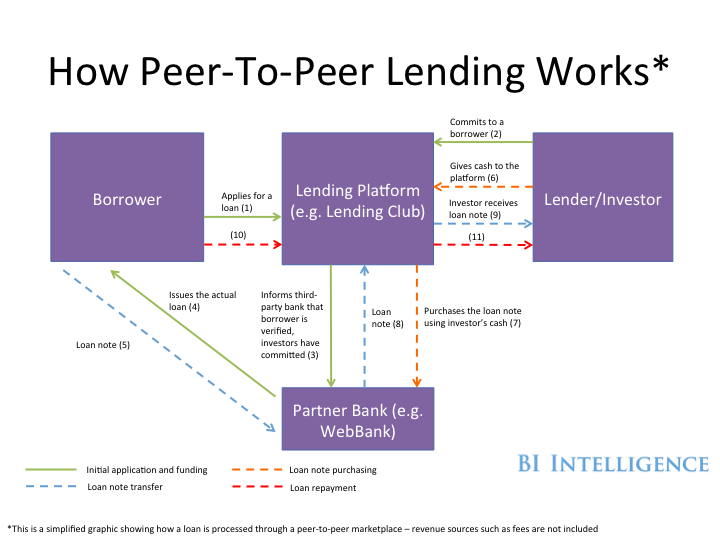 How Peer-To-Peer Lending Works*
Commits to a
borrower (2)
Borrower
Lending Platform
(e.g. Lending Club)
Lender/Investor
Gives cash to the
platform (6)
Applies for a
loan (1)
Investor receives
loan note (9)
(10)
(11)
Issues the actual
loan (4)
Informs third-
party bank that
borrower is
verified,
investors have
committed (3)
Loan
note (8)
Purchases the loan note
using investor's cash (7)
Loan note (5)
Partner Bank (e.g.
WebBank)
BI INTELLIGENCE
Initial application and funding
Loan note purchasing
Loan note transfer
Loan repayment
*This is a simplified graphic showing how a loan is processed through a peer-to-peer marketplace – revenue sources such as fees are not included